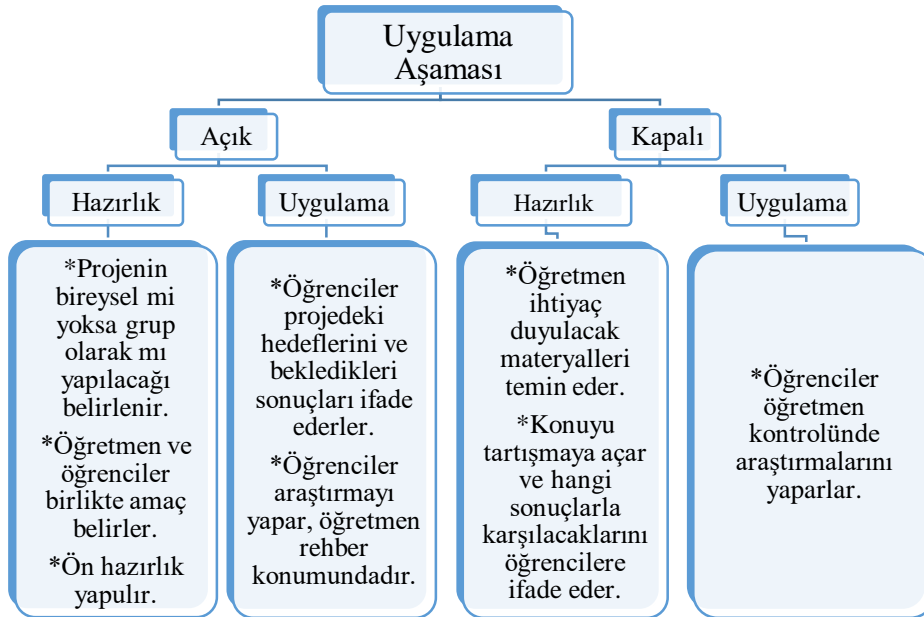 Uygulama
Aşaması
Açık
Kapalı
Hazırlık
Uygulama
Hazırlık
Uygulama
*Projenin
bireysel mi
yoksa grup
olarak mı
yapılacağı
belirlenir.
*Öğretmen ve
öğrenciler
birlikte amaç
belirler.
*Ön hazırlık
yapulır.
*Öğrenciler
projedeki
hedeflerini ve
bekledikleri
sonuçları ifade
ederler.
*Öğrenciler
araştırmayı
yapar, öğretmen
rehber
konumundadır.
*Öğretmen
ihtiyaç
duyulacak
materyalleri
temin eder.
*Konuyu
tartışmaya açar
ve hangi
sonuçlarla
karşılacaklarını
öğrencilere
ifade eder.
*Öğrenciler
öğretmen
kontrolünde
araştırmalarını
yaparlar.